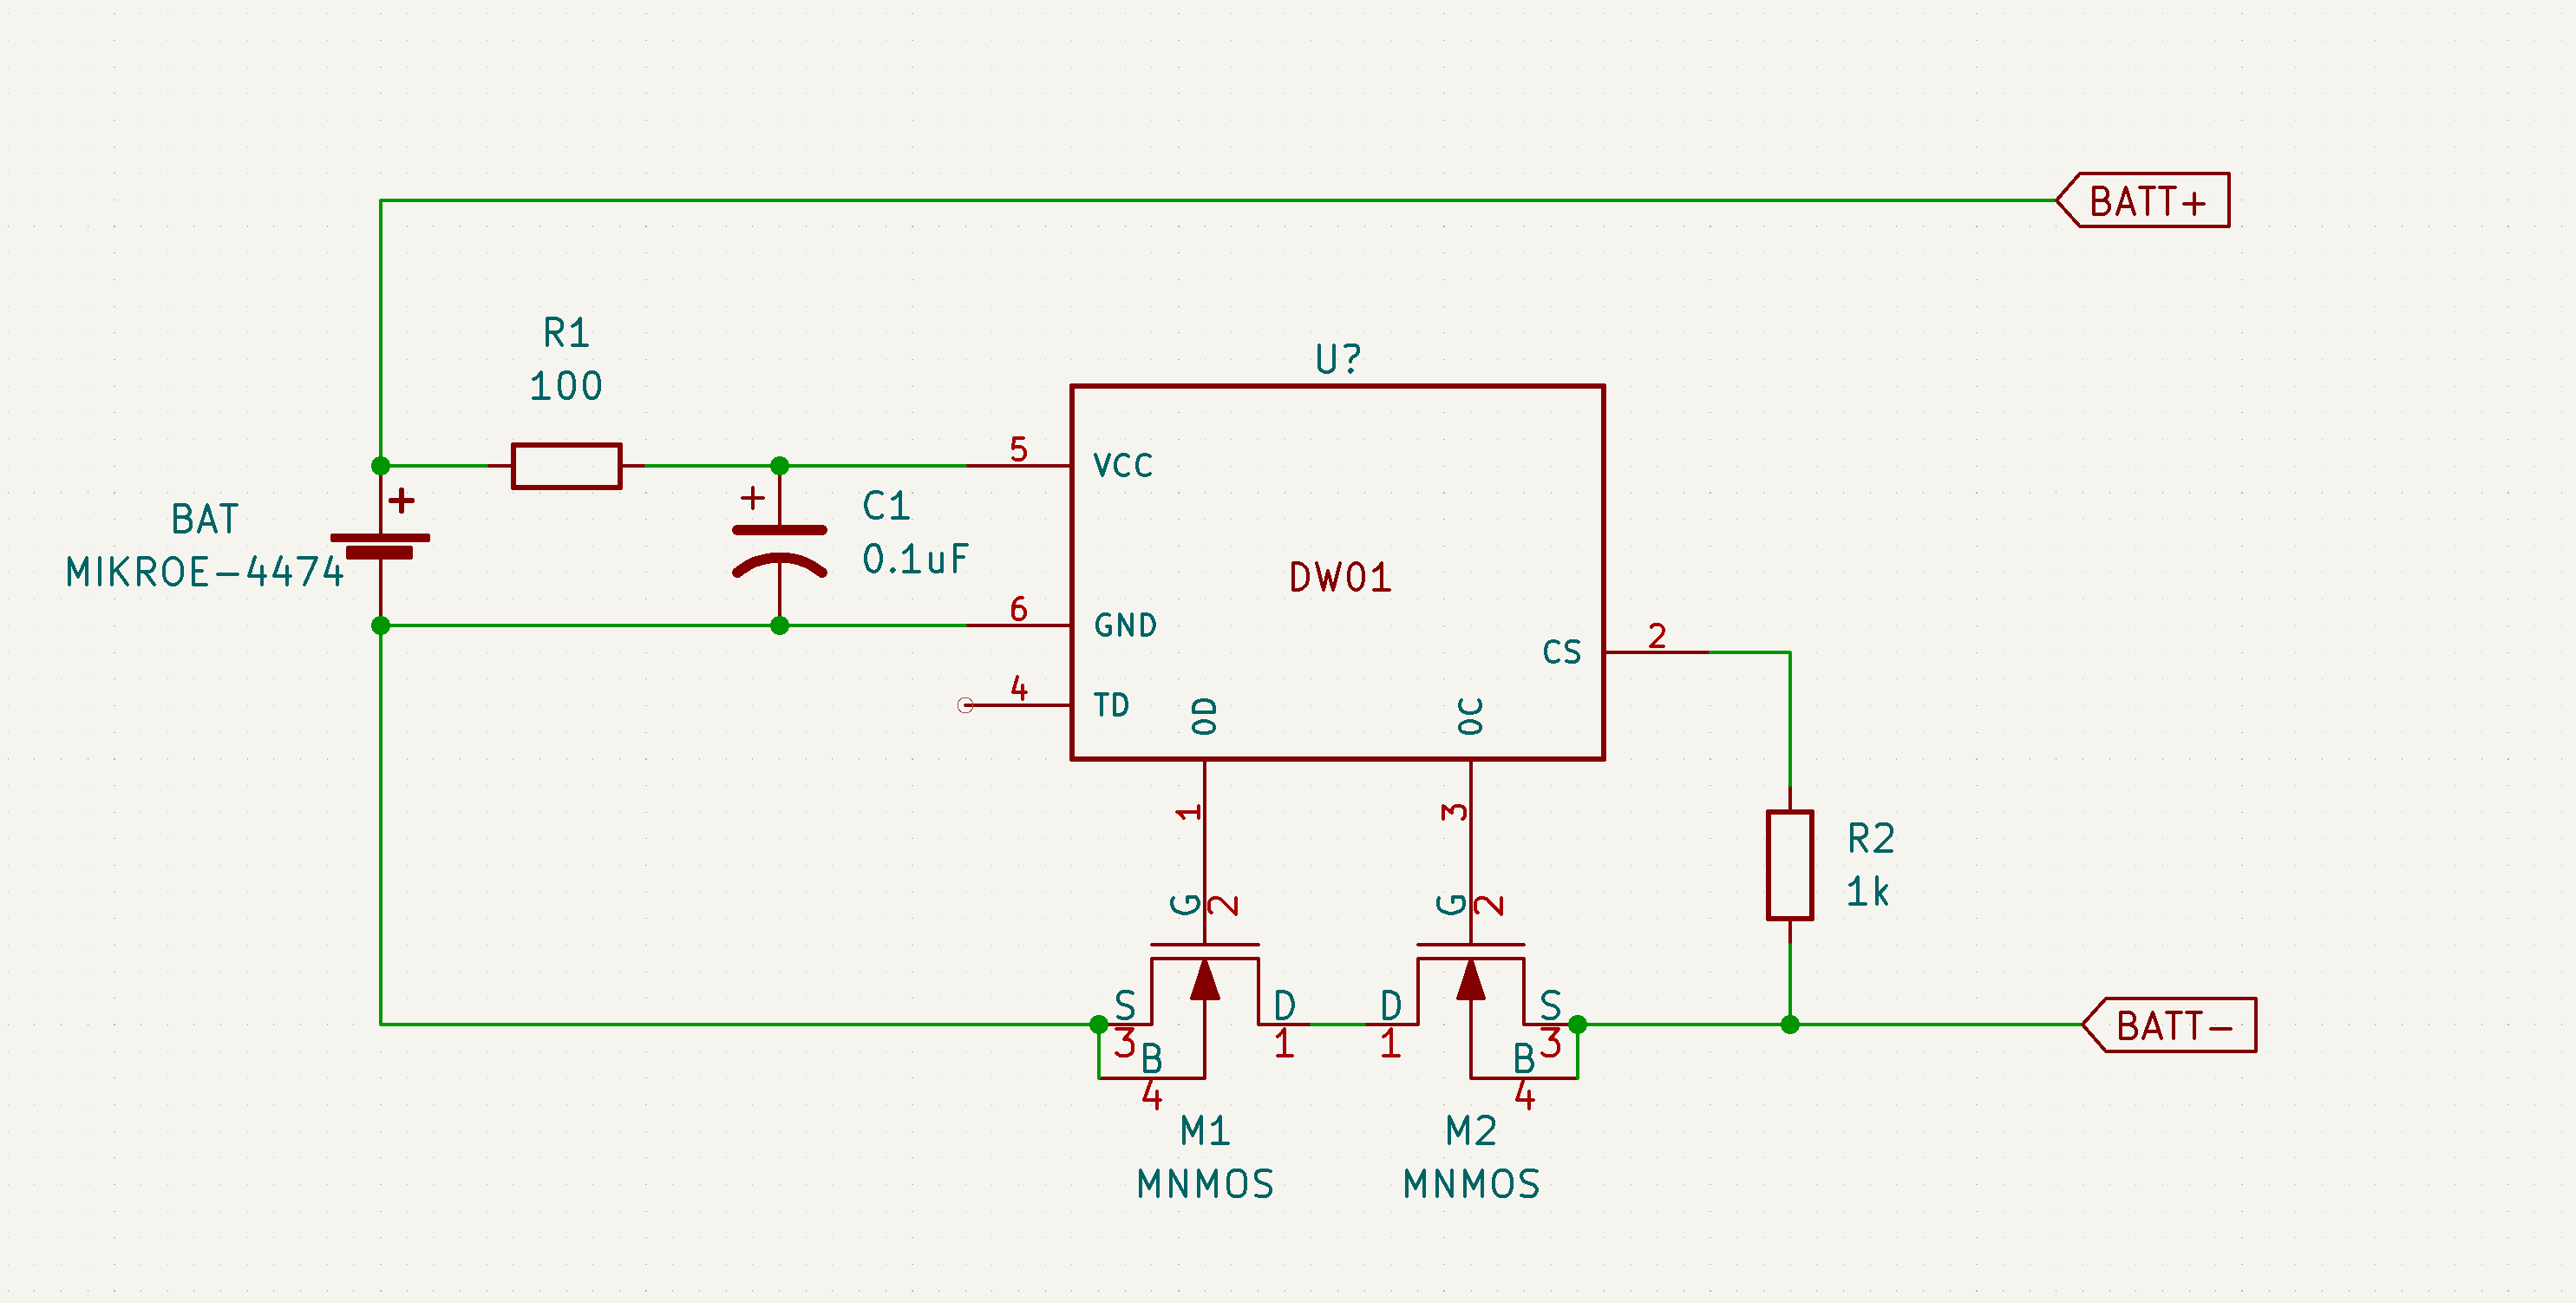 BATT+
R1
100
U?
5
VCC
+
+
BAT
MIKROE-4474
C1
0.1uF
DW01
6
GND
2
CS
4
TD
OD
OC
1
3
R2
1k
G
2
G
2
S
D
D
S
3
1
1
3
B
B
4
4
BATT-
M1
MNMOS
M2
MNMOS